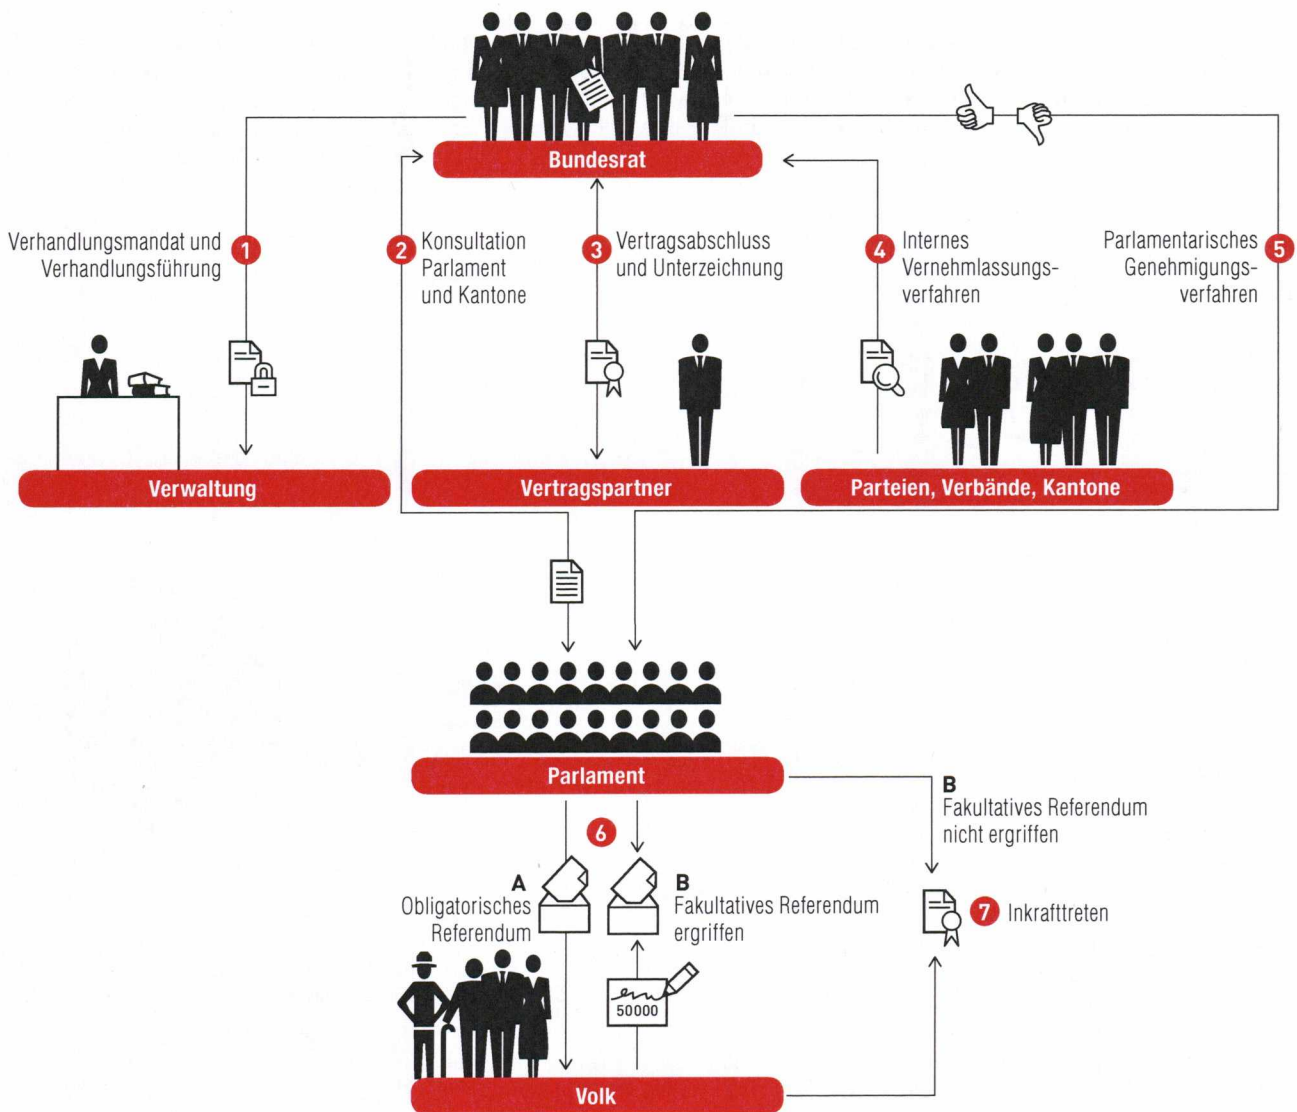 Bundesrat
1
Verhandlungsmandat und
Verhandlungsführung
2
Konsultation
Parlament
und Kantone
3
Vertragsabschluss
und Unterzeichnung
4
Internes
Vernehmlassungs-
verfahren
5
Parlamentarisches
Genehmigungs-
verfahren
Verwaltung
Vertragspartner
Parteien, Verbände, Kantone
Parlament
6
A
Obligatorisches
Referendum
B
Fakultatives Referendum
ergriffen
B
Fakultatives Referendum
nicht ergriffen
7
Inkrafttreten
50000
Volk